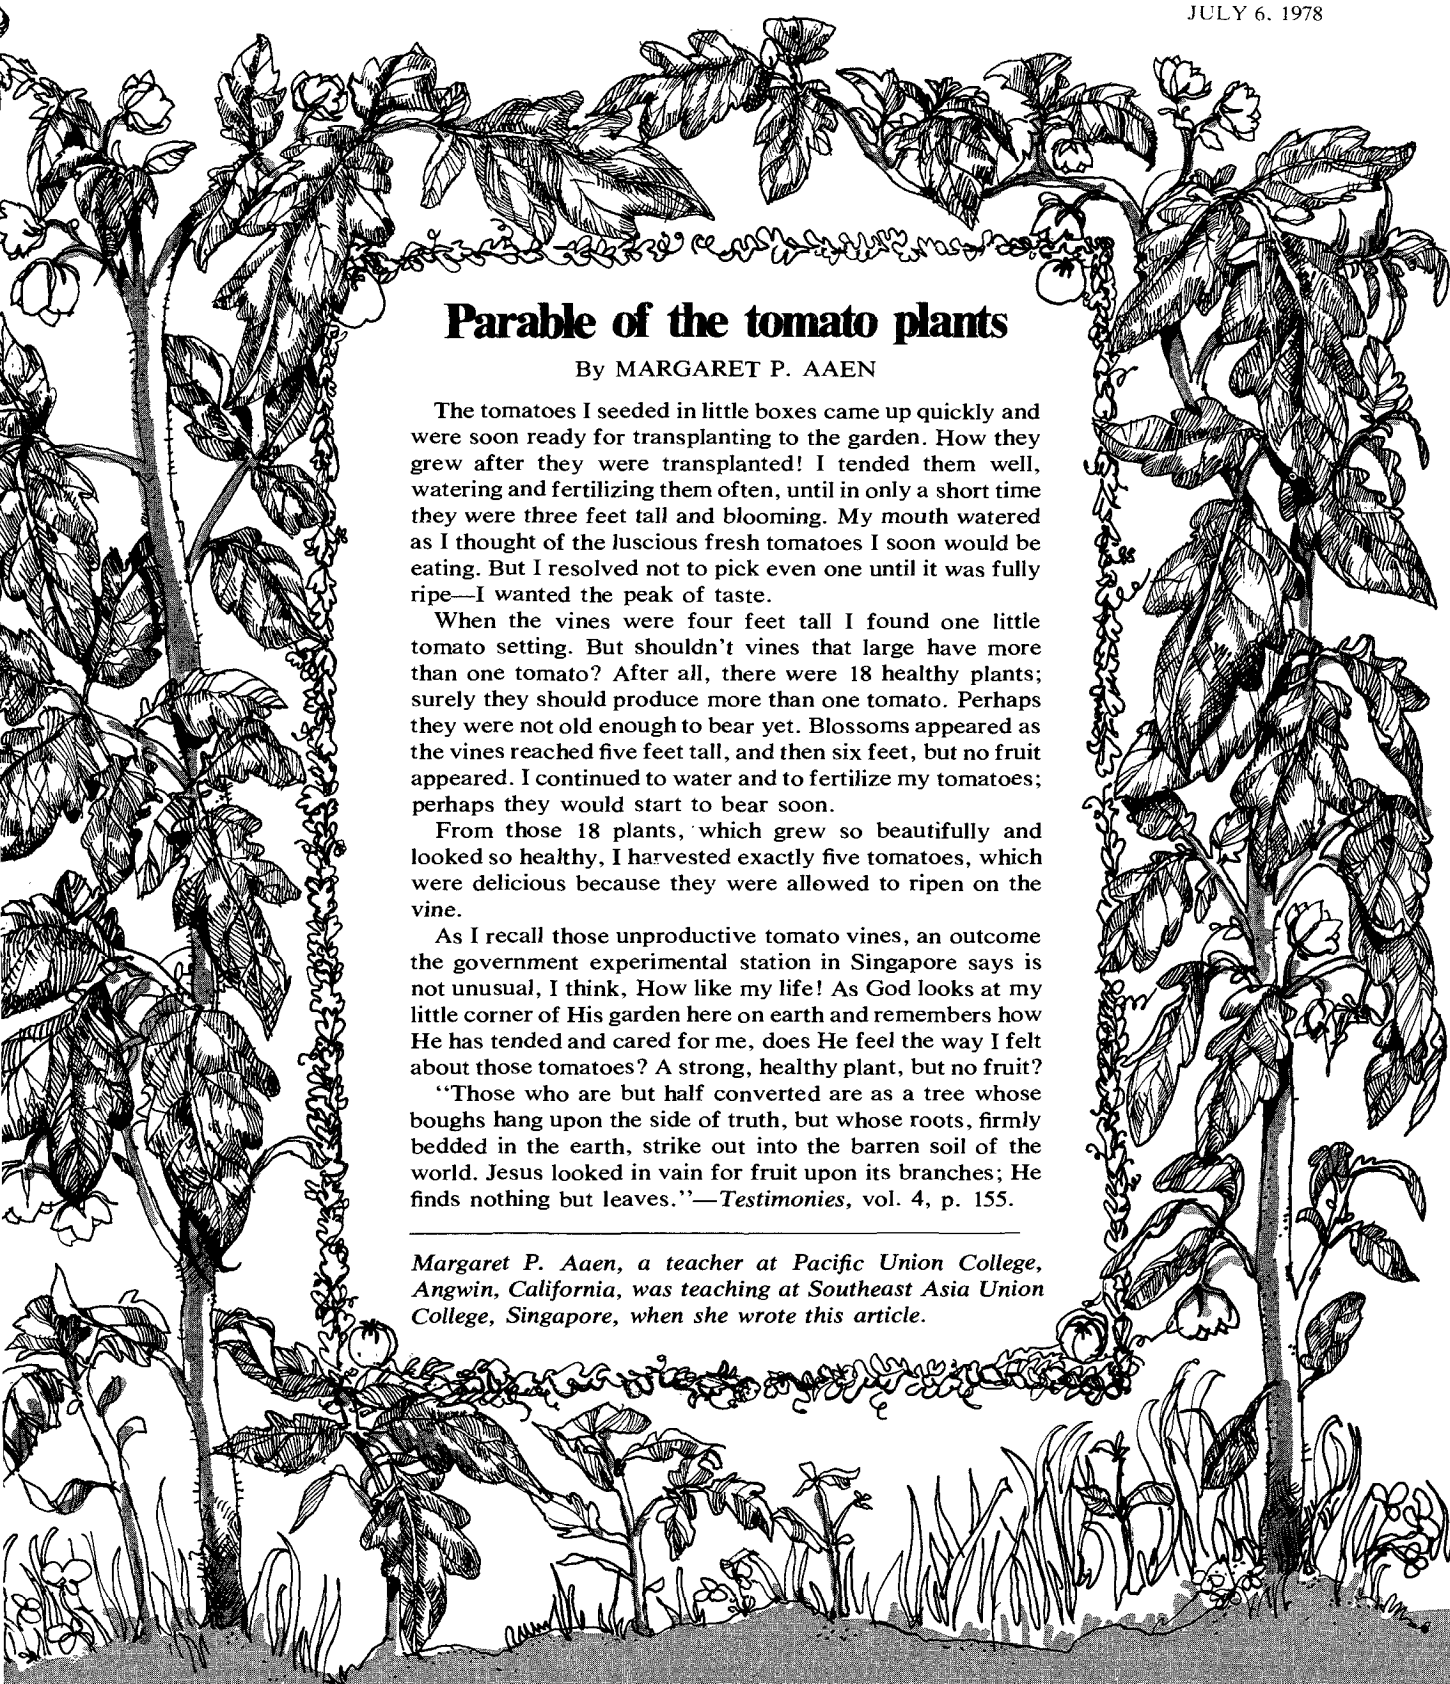 JULY 6, 1978
Parable of the tomato plants
By MARGARET P. AAEN
The tomatoes I seeded in little boxes came up quickly and
were soon ready for transplanting to the garden. How they
grew after they were transplanted! I tended them well,
watering and fertilizing them often, until in only a short time
they were three feet tall and blooming. My mouth watered
as I thought of the luscious fresh tomatoes I soon would be
eating. But I resolved not to pick even one until it was fully
ripe—I wanted the peak of taste.
When the vines were four feet tall I found one little
tomato setting. But shouldn't vines that large have more
than one tomato? After all, there were 18 healthy plants;
surely they should produce more than one tomato. Perhaps
they were not old enough to bear yet. Blossoms appeared as
the vines reached five feet tall, and then six feet, but no fruit
appeared. I continued to water and to fertilize my tomatoes;
perhaps they would start to bear soon.
From those 18 plants, which grew so beautifully and
looked so healthy, I harvested exactly five tomatoes, which
were delicious because they were allowed to ripen on the
vine.
As I recall those unproductive tomato vines, an outcome
the government experimental station in Singapore says is
not unusual, I think, How like my life! As God looks at my
little corner of His garden here on earth and remembers how
He has tended and cared for me, does He feel the way I felt
about those tomatoes? A strong, healthy plant, but no fruit?
"Those who are but half converted are as a tree whose
boughs hang upon the side of truth, but whose roots, firmly
bedded in the earth, strike out into the barren soil of the
world. Jesus looked in vain for fruit upon its branches; He
finds nothing but leaves."—Testimonies, vol. 4, p. 155.
Margaret P. Aaen, a teacher at Pacific Union College,
Angwin, California, was teaching at Southeast Asia Union
College, Singapore, when she wrote this article.